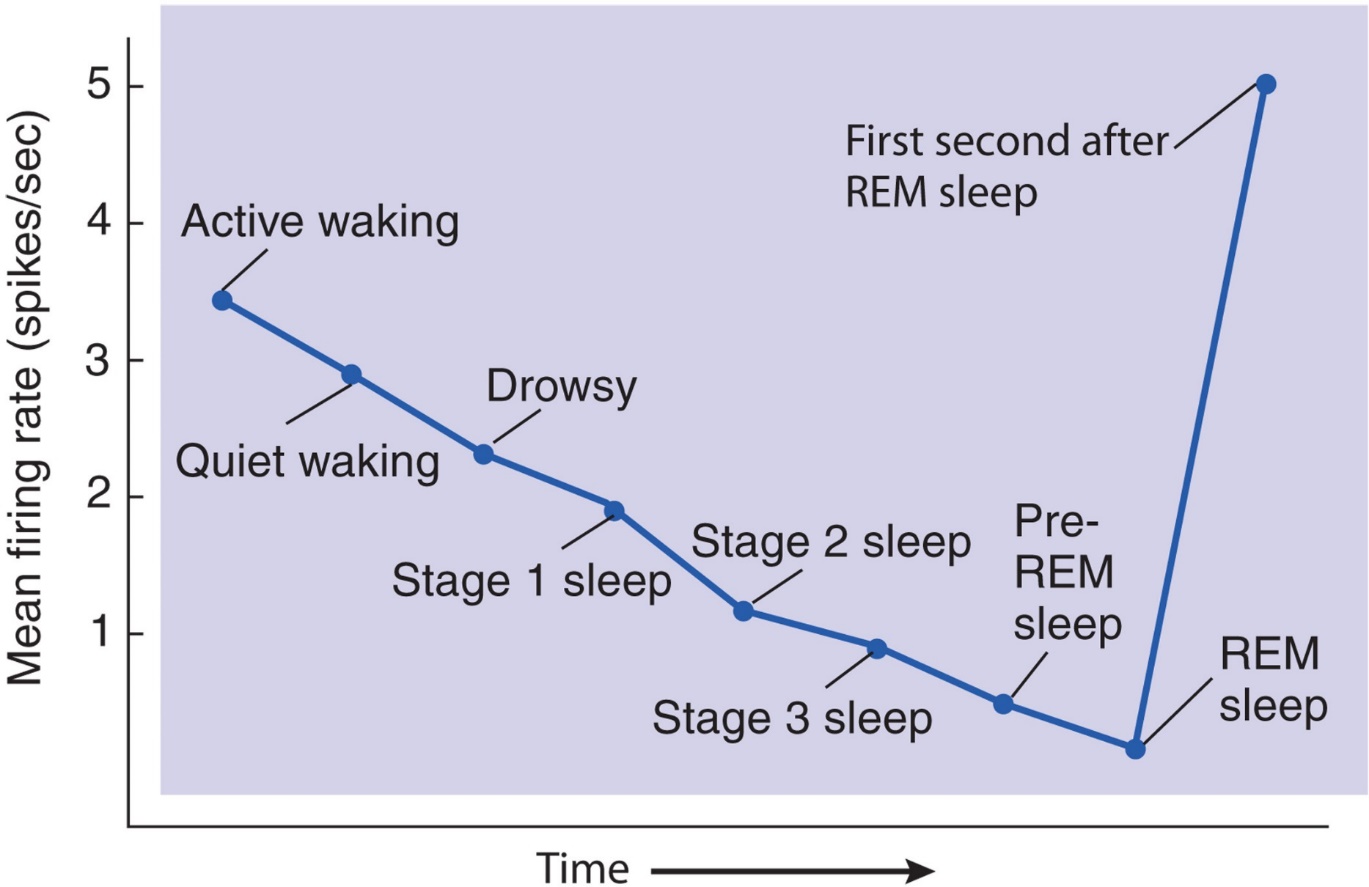 Mean firing rate (spikes/sec)
5
4
3
2
1
Active waking
Quiet waking
Drowsy
Stage 1 sleep
Stage 2 sleep
Stage 3 sleep
Pre-
REM
sleep
REM
sleep
First second after
REM sleep
Time